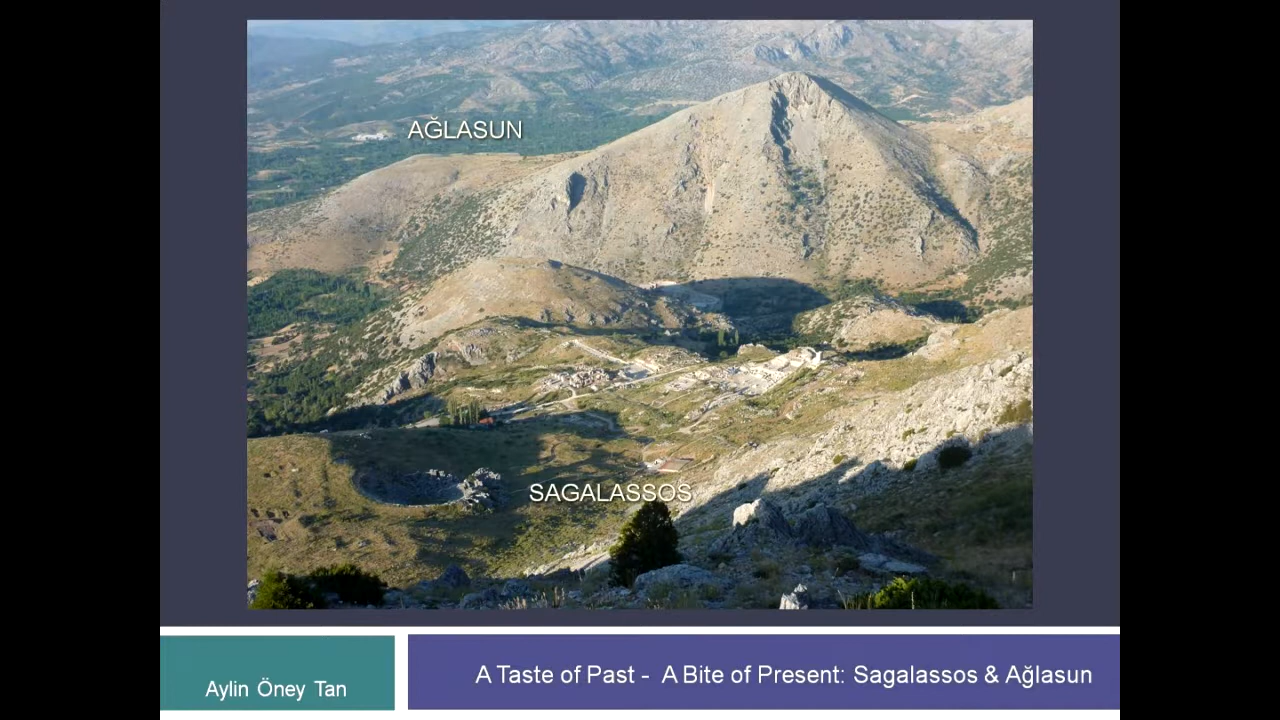 AĞLASUN
SAGALASSOS
Aylin Öney Tan
A Taste of Past - A Bite of Present: Sagalassos & Ağlasun